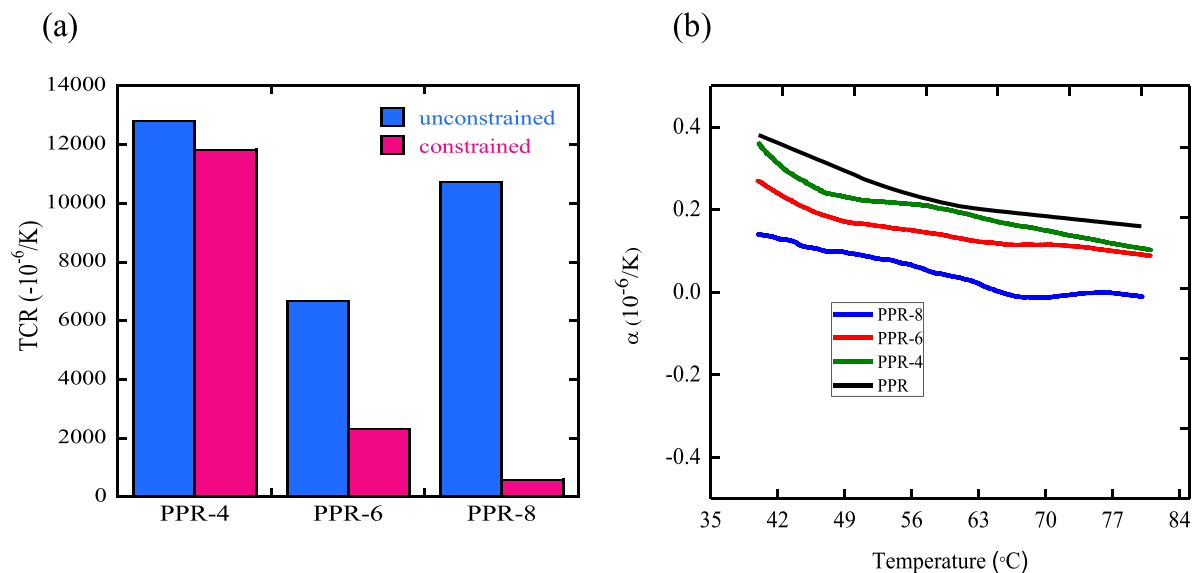 (a)
(b)
14000
12000
10000
8000
6000
4000
2000
0
TCR (-10⁻⁶/K)
unconstrained
constrained
PPR-4
PPR-6
PPR-8
0.4
0.2
0.0
-0.2
-0.4
α (10⁻⁶/K)
PPR-8
PPR-6
PPR-4
PPR
35
42
49
56
63
70
77
84
Temperature (°C)